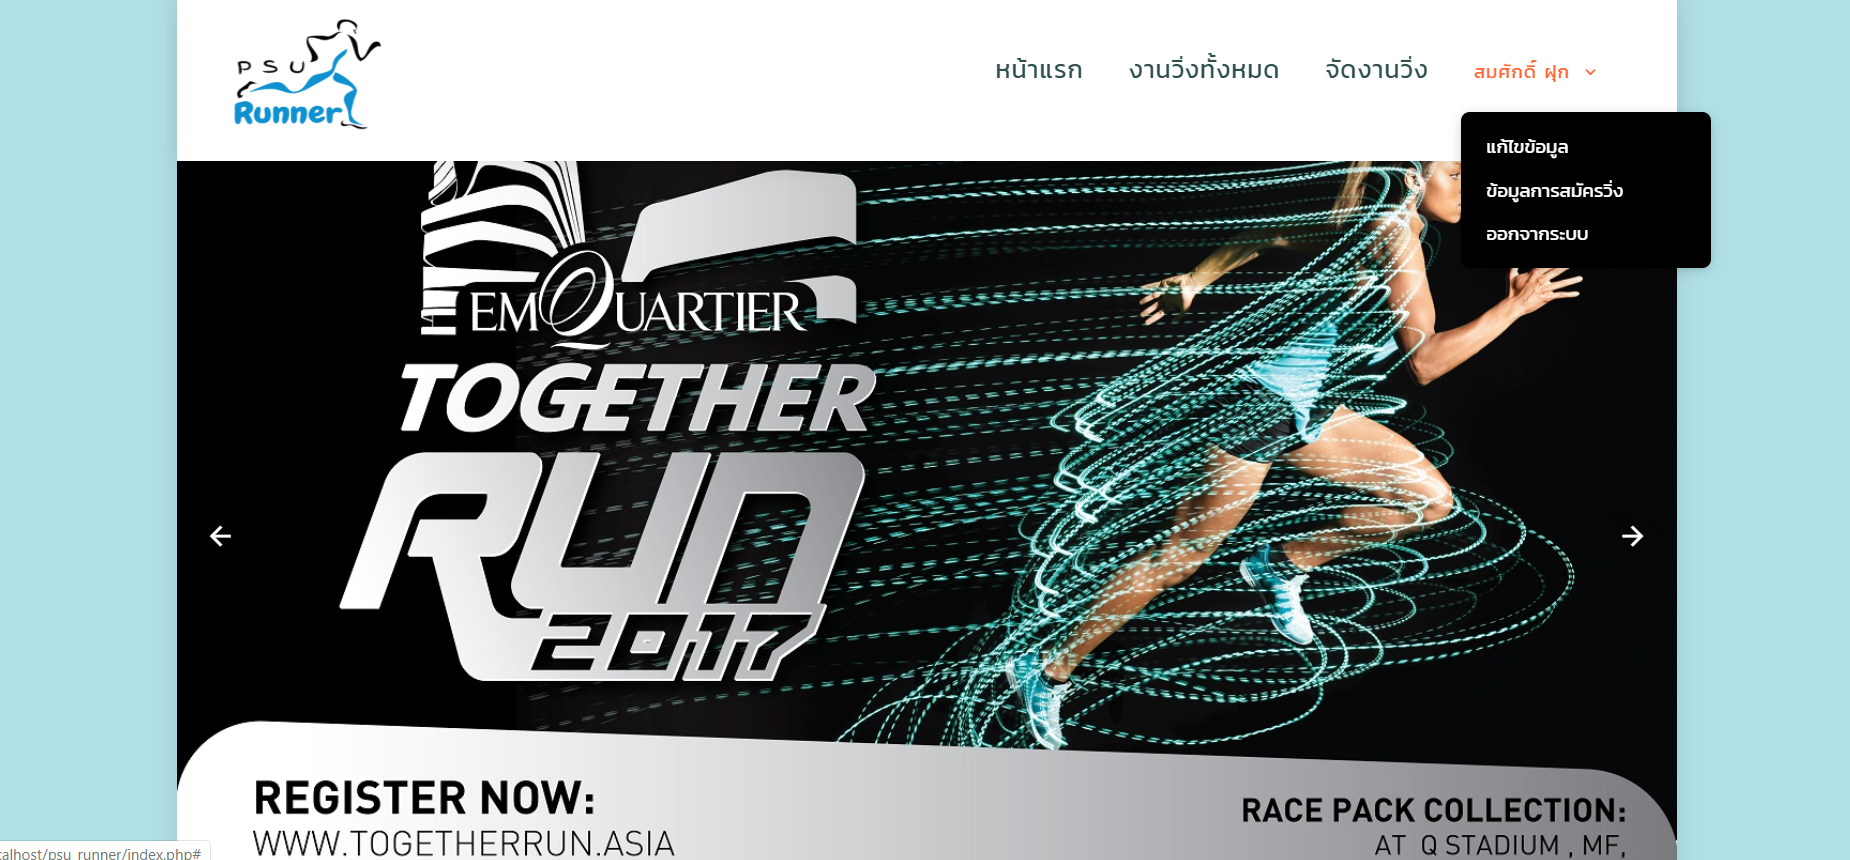 PSU
Runner
หน้าแรก
งานวิ่งทั้งหมด
จัดงานวิ่ง
สมศักดิ์ ฝุก
แก้ไขข้อมูล
ข้อมูลการสมัครวิ่ง
ออกจากระบบ
EMQUARTIER
TOGETHER
RUN
2017
REGISTER NOW:
WWW.TOGETHERRUN.ASIA
RACE PACK COLLECTION:
AT Q STADIUM , MF,
calhost/psu_runner/index.php#